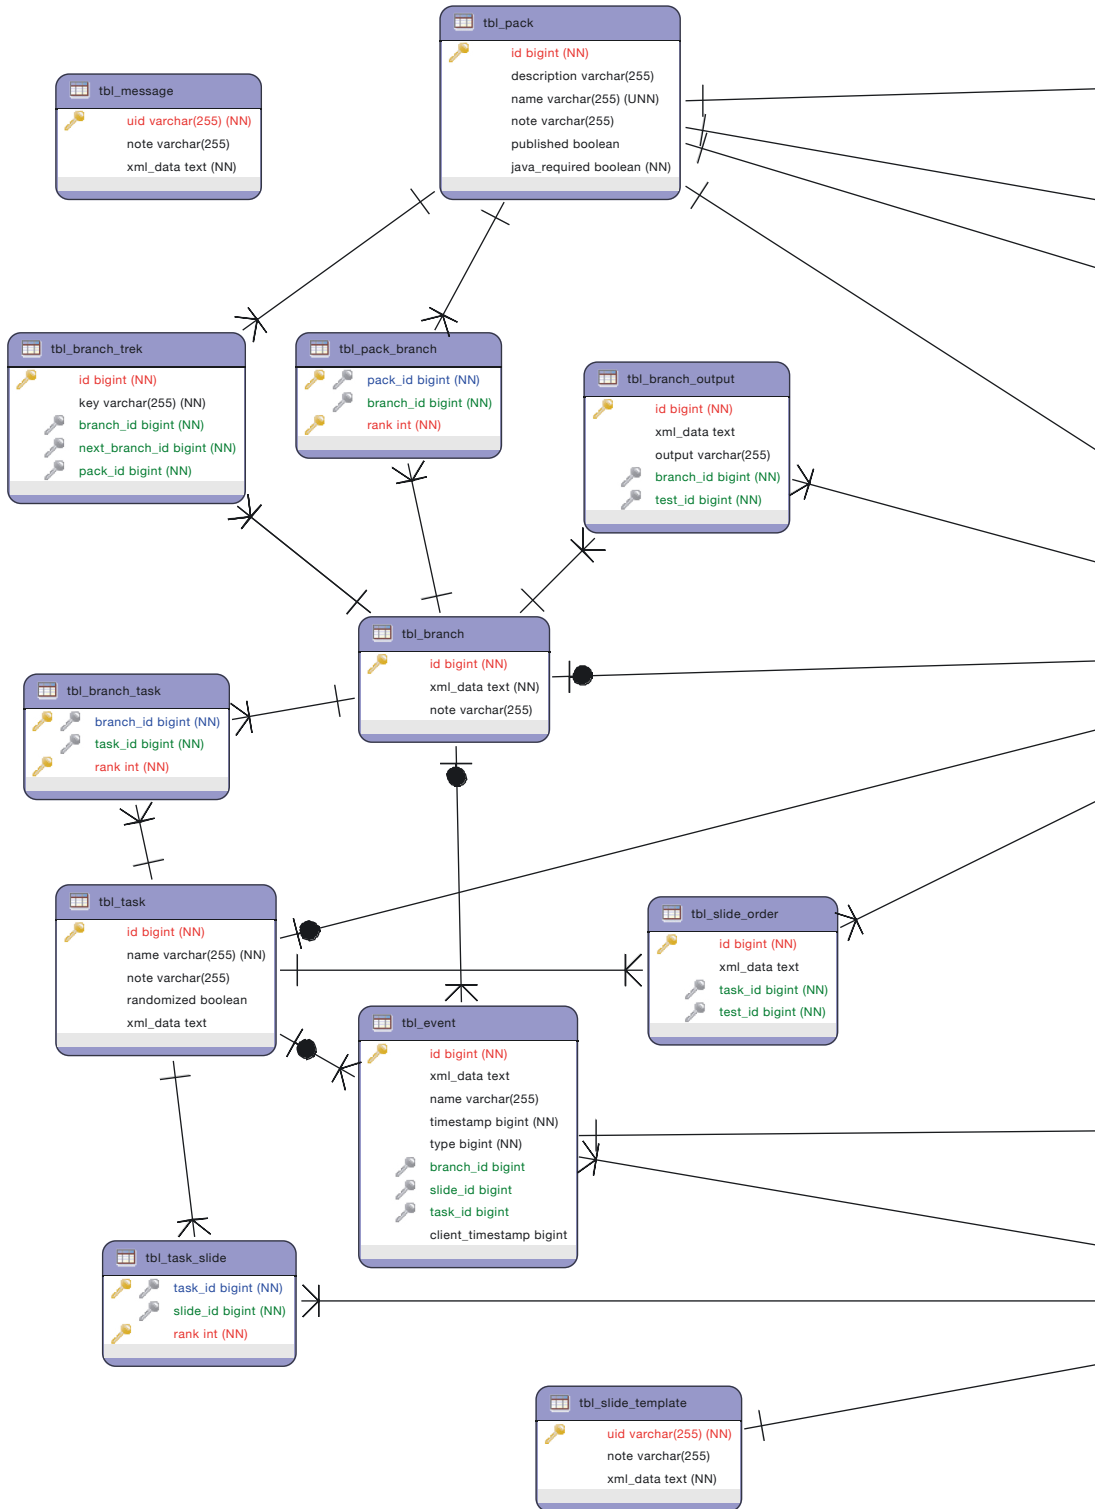 tbl_pack
id bigint (NN)
description varchar(255)
name varchar(255) (UNN)
note varchar(255)
published boolean
java_required boolean (NN)
tbl_message
uid varchar(255) (NN)
note varchar(255)
xml_data text (NN)
tbl_branch_trek
id bigint (NN)
key varchar(255) (NN)
branch_id bigint (NN)
next_branch_id bigint (NN)
pack_id bigint (NN)
tbl_pack_branch
pack_id bigint (NN)
branch_id bigint (NN)
rank int (NN)
tbl_branch_output
id bigint (NN)
xml_data text
output varchar(255)
branch_id bigint (NN)
test_id bigint (NN)
tbl_branch
id bigint (NN)
xml_data text (NN)
note varchar(255)
tbl_branch_task
branch_id bigint (NN)
task_id bigint (NN)
rank int (NN)
tbl_task
id bigint (NN)
name varchar(255) (NN)
note varchar(255)
randomized boolean
xml_data text
tbl_slide_order
id bigint (NN)
xml_data text
task_id bigint (NN)
test_id bigint (NN)
tbl_event
id bigint (NN)
xml_data text
name varchar(255)
timestamp bigint (NN)
type bigint (NN)
branch_id bigint
slide_id bigint
task_id bigint
client_timestamp bigint
tbl_task_slide
task_id bigint (NN)
slide_id bigint (NN)
rank int (NN)
tbl_slide_template
uid varchar(255) (NN)
note varchar(255)
xml_data text (NN)